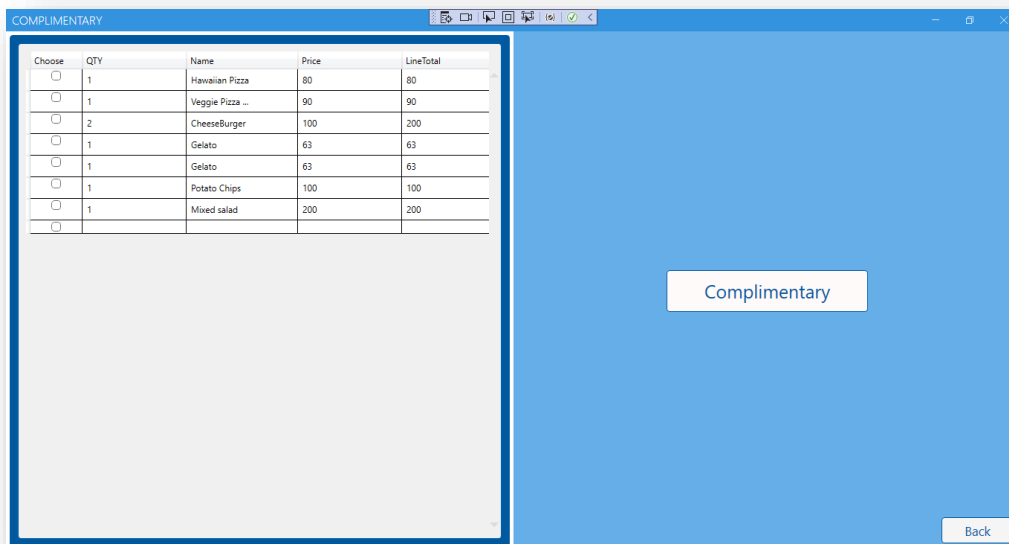 COMPLIMENTARY
Choose QTY Name Price LineTotal
1 Hawaiian Pizza 80 80
1 Veggie Pizza ... 90 90
2 CheeseBurger 100 200
1 Gelato 63 63
1 Gelato 63 63
1 Potato Chips 100 100
1 Mixed salad 200 200
Complimentary
Back